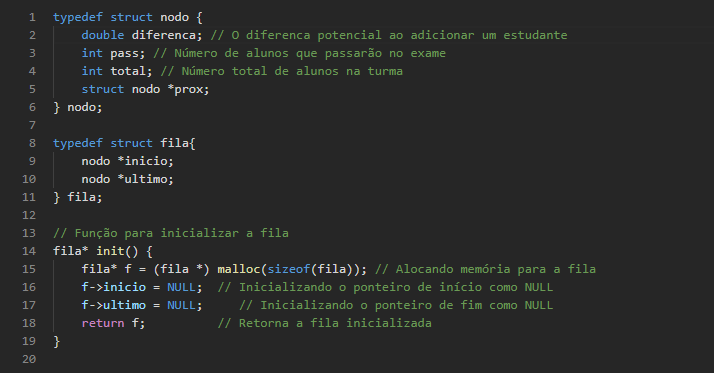 1 typedef struct nodo {
2     double diferenca; // O diferenca potencial ao adicionar um estudante
3     int pass; // Número de alunos que passarão no exame
4     int total; // Número total de alunos na turma
5     struct nodo *prox;
6 } nodo;
7
8 typedef struct fila{
9     nodo *inicio;
10     nodo *ultimo;
11 } fila;
12
13 // Função para inicializar a fila
14 fila* init() {
15     fila* f = (fila *) malloc(sizeof(fila)); // Alocando memória para a fila
16     f->inicio = NULL;  // Inicializando o ponteiro de início como NULL
17     f->ultimo = NULL;     // Inicializando o ponteiro de fim como NULL
18     return f;          // Retorna a fila inicializada
19 }
20